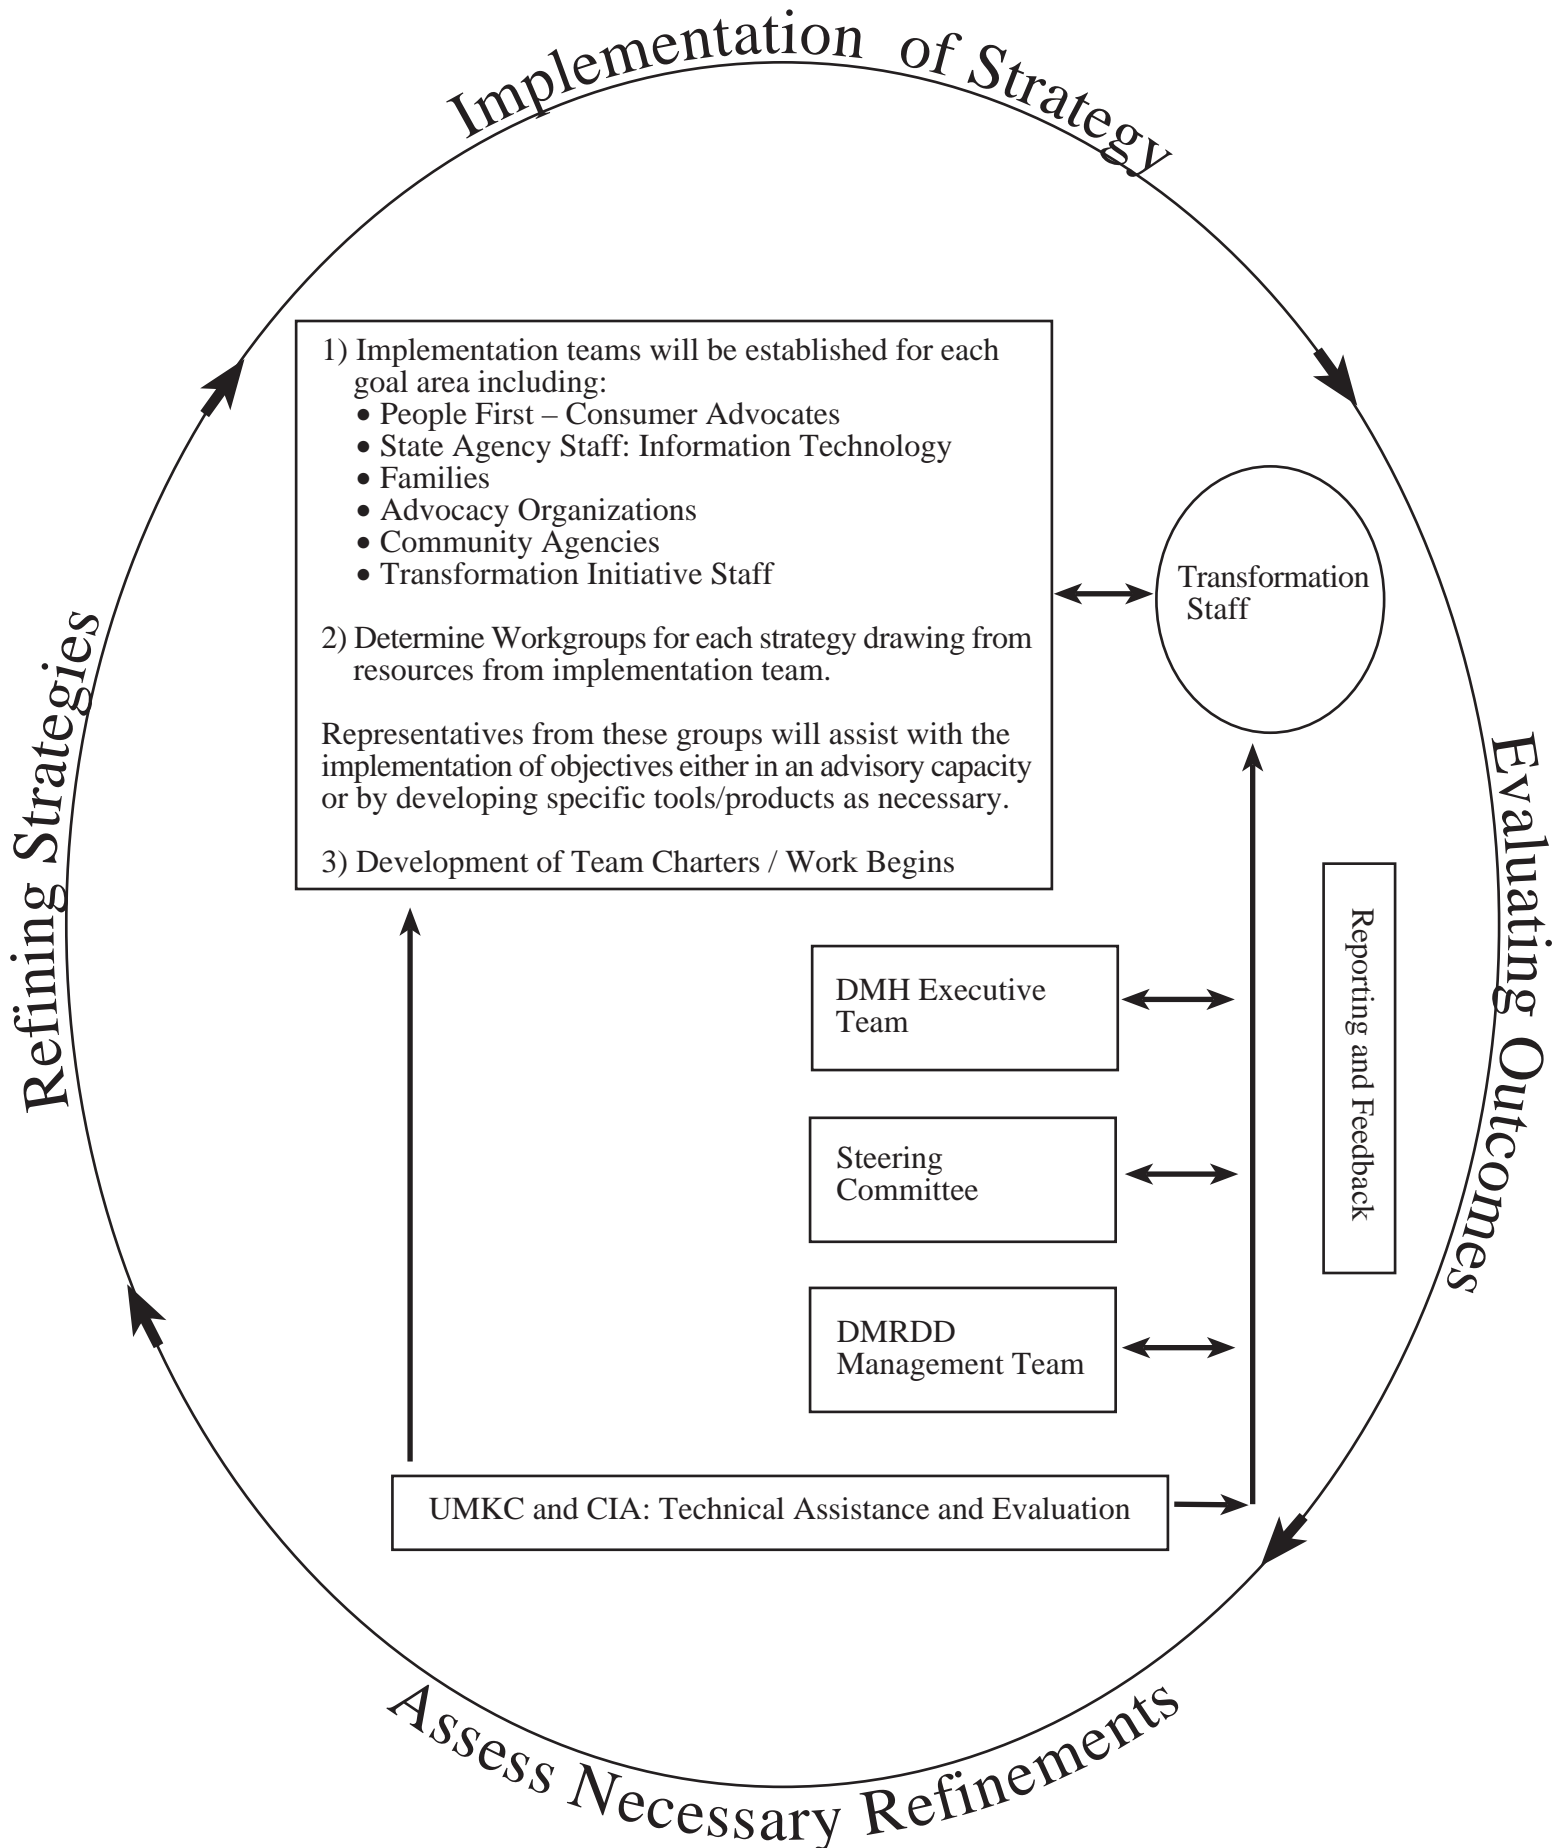 Implementation of Strategy
1) Implementation teams will be established for each
goal area including:
• People First – Consumer Advocates
• State Agency Staff: Information Technology
• Families
• Advocacy Organizations
• Community Agencies
• Transformation Initiative Staff
2) Determine Workgroups for each strategy drawing from
resources from implementation team.
Representatives from these groups will assist with the
implementation of objectives either in an advisory capacity
or by developing specific tools/products as necessary.
3) Development of Team Charters / Work Begins
Transformation
Staff
Refining Strategies
Evaluating Outcomes
Reporting and Feedback
DMH Executive
Team
Steering
Committee
DMRDD
Management Team
UMKC and CIA: Technical Assistance and Evaluation
Assess Necessary Refinements